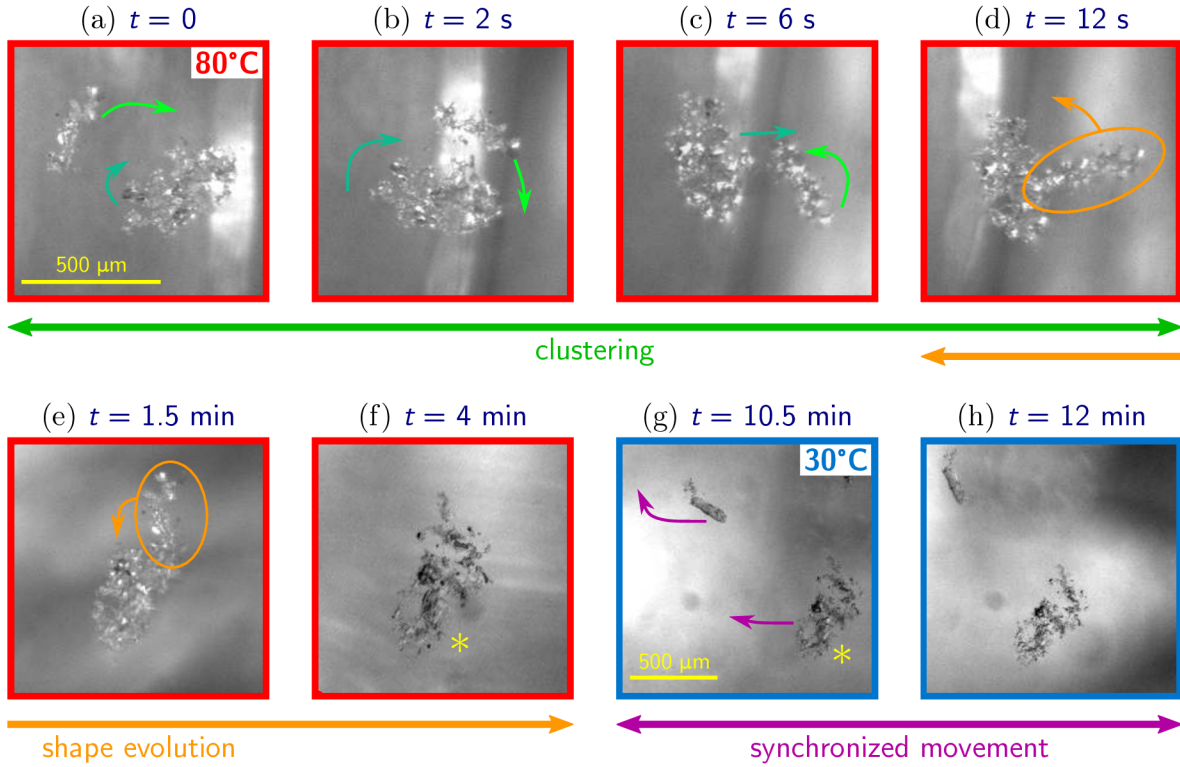 (a) t = 0
(b) t = 2 s
(c) t = 6 s
(d) t = 12 s
80°C
500 µm
clustering
(e) t = 1.5 min
(f) t = 4 min
(g) t = 10.5 min
(h) t = 12 min
30°C
*
500 µm
*
shape evolution
synchronized movement